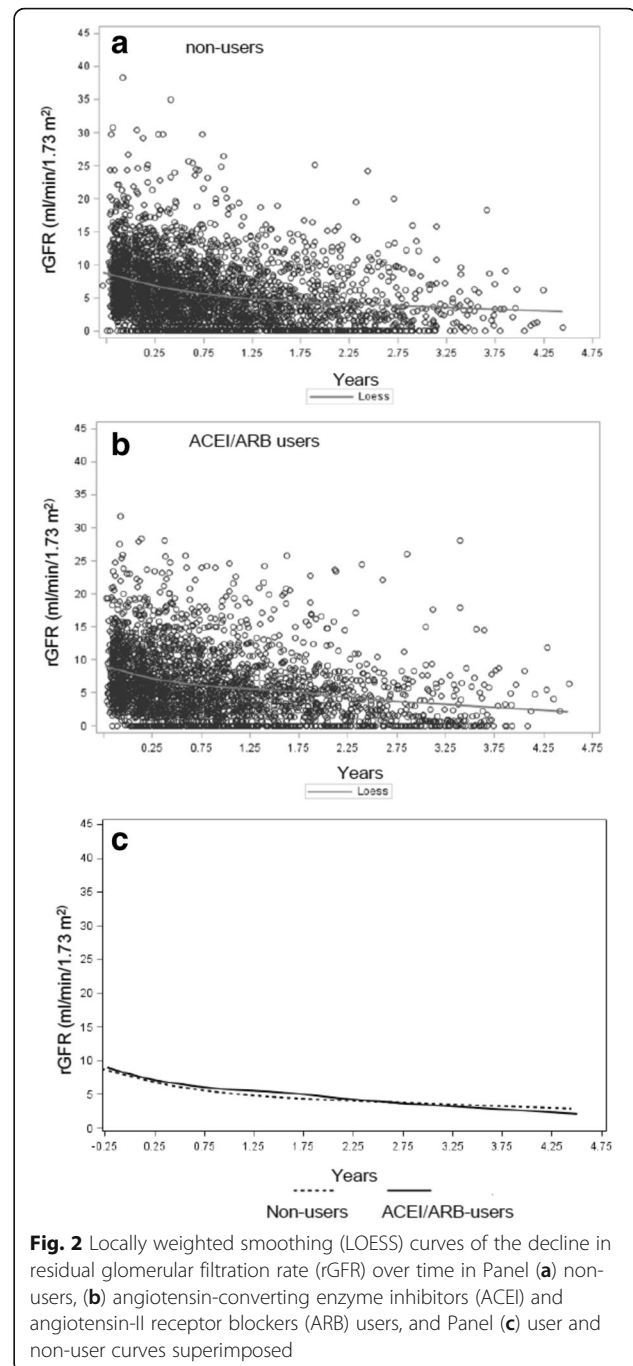 a
non-users
45
40
35
30
25
20
15
10
5
0
rGFR (ml/min/1.73 m²)
0.25 0.75 1.25 1.75 2.25 2.75 3.25 3.75 4.25 4.75
Years
Loess
b
ACEI/ARB users
45
40
35
30
25
20
15
10
5
0
rGFR (ml/min/1.73 m²)
0.25 0.75 1.25 1.75 2.25 2.75 3.25 3.75 4.25 4.75
Years
Loess
c
45
40
35
30
25
20
15
10
5
0
rGFR (ml/min/1.73 m²)
-0.25 0.25 0.75 1.25 1.75 2.25 2.75 3.25 3.75 4.25 4.75
Years
Non-users ACEI/ARB-users
Fig. 2 Locally weighted smoothing (LOESS) curves of the decline in
residual glomerular filtration rate (rGFR) over time in Panel (a) non-
users, (b) angiotensin-converting enzyme inhibitors (ACEI) and
angiotensin-II receptor blockers (ARB) users, and Panel (c) user and
non-user curves superimposed